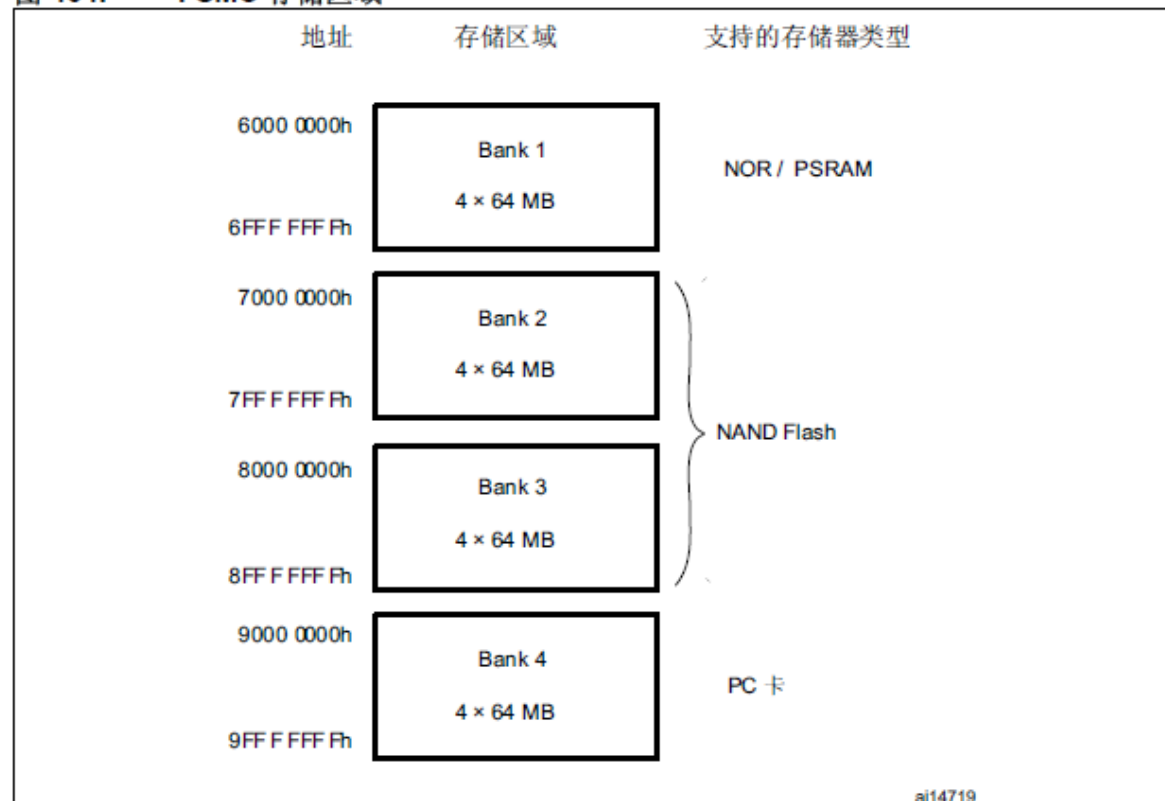 地址 存储区域 支持的存储器类型
6000 0000h
Bank 1
NOR / PSRAM
4 × 64 MB
6FFF FFFFh
7000 0000h
Bank 2
4 × 64 MB
7FFF FFFFh
NAND Flash
8000 0000h
Bank 3
4 × 64 MB
8FFF FFFFh
9000 0000h
Bank 4
PC 卡
4 × 64 MB
9FFF FFFFh
ai14719